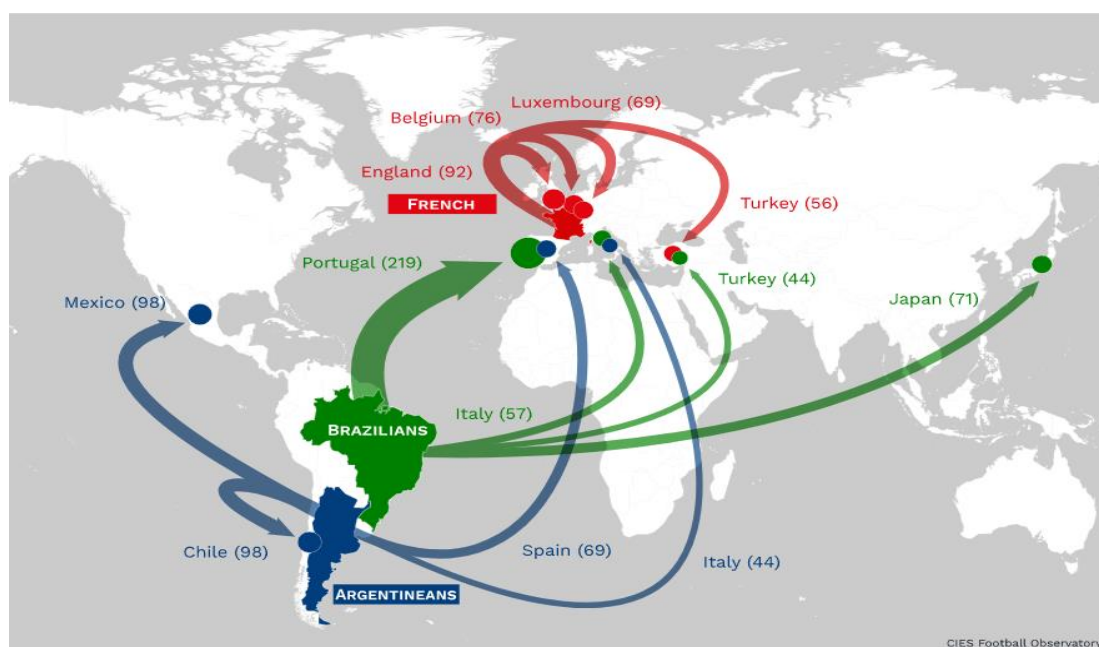 Luxembourg (69)
Belgium (76)
England (92)
FRENCH
Turkey (56)
Portugal (219)
Turkey (44)
Mexico (98)
Japan (71)
Italy (57)
BRAZILIANS
Chile (98)
Spain (69)
Italy (44)
ARGENTINEANS
CIES Football Observatory